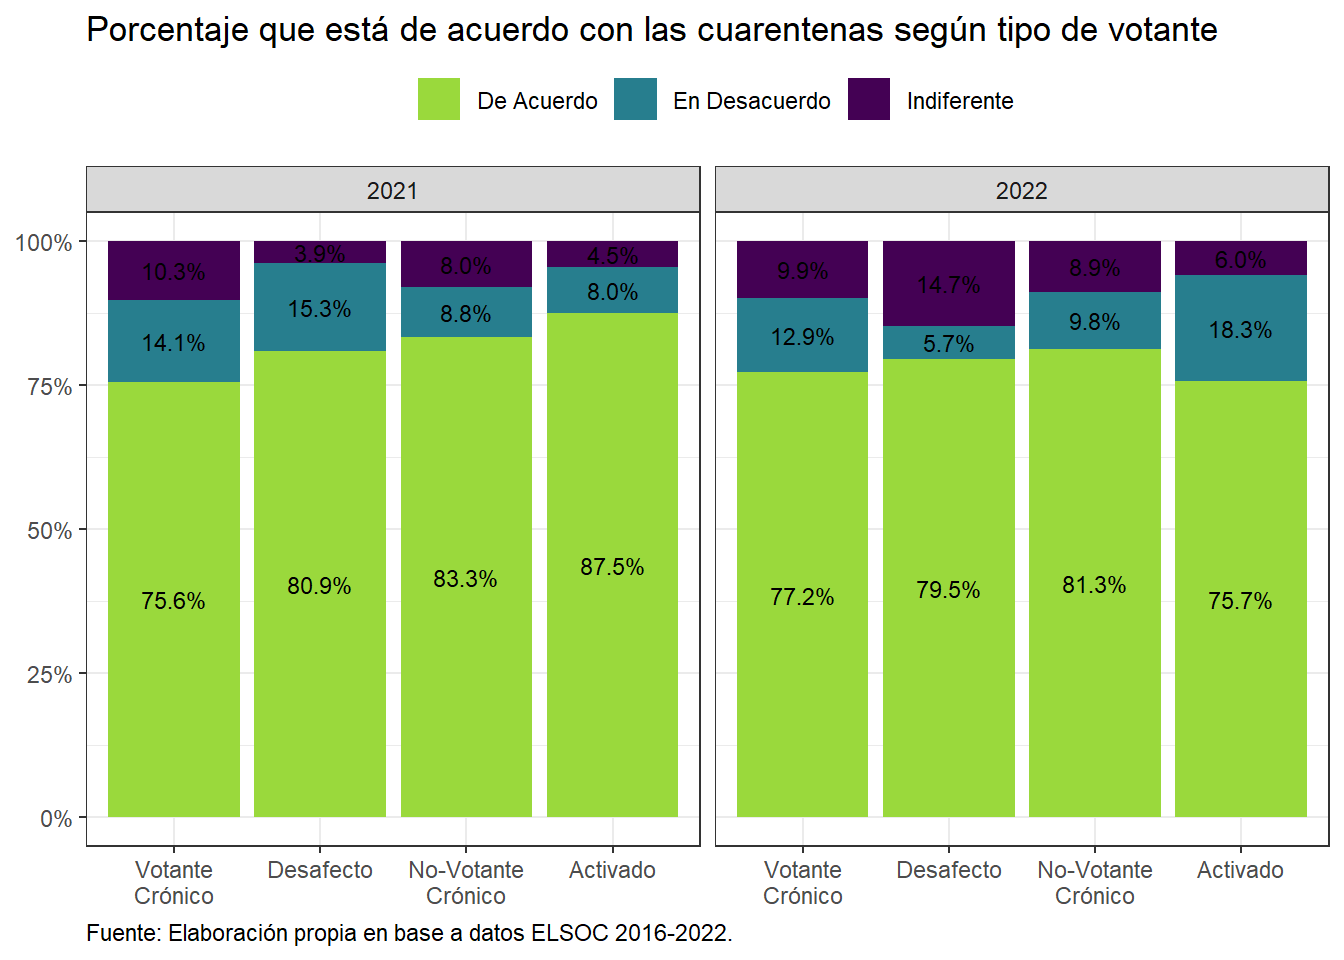 Porcentaje que está de acuerdo con las cuarentenas según tipo de votante
De Acuerdo En Desacuerdo Indiferente
2021 2022
100%
75%
50%
25%
0%
10.3% 3.9% 8.0% 4.5%
14.1% 15.3% 8.8% 8.0%
75.6% 80.9% 83.3% 87.5%
9.9% 14.7% 8.9% 6.0%
12.9% 5.7% 9.8% 18.3%
77.2% 79.5% 81.3% 75.7%
Votante Desafecto No-Votante Activado Votante Desafecto No-Votante Activado
Crónico Crónico Crónico Crónico
Fuente: Elaboración propia en base a datos ELSOC 2016-2022.